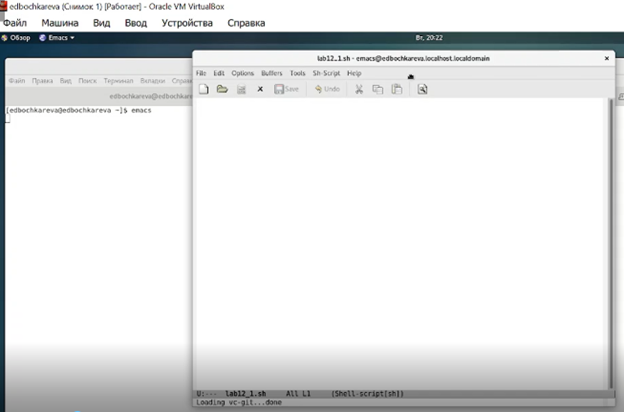 edbochkareva (Снимок 1) [Работает] - Oracle VM VirtualBox
Файл Машина Вид Ввод Устройства Справка
Обзор Emacs Вт, 20:22
lab12_1.sh - emacs@edbochkareva.localhost.localdomain
Файл Правка Вид Поиск Терминал Вкладки
File Edit Options Buffers Tools Sh-Script Help
edbochkareva@edbochkarev
Save Undo
[edbochkareva@edbochkareva ~]$ emacs
U:--- lab12_1.sh All L1 (Shell-script[sh])
Loading vc-git...done